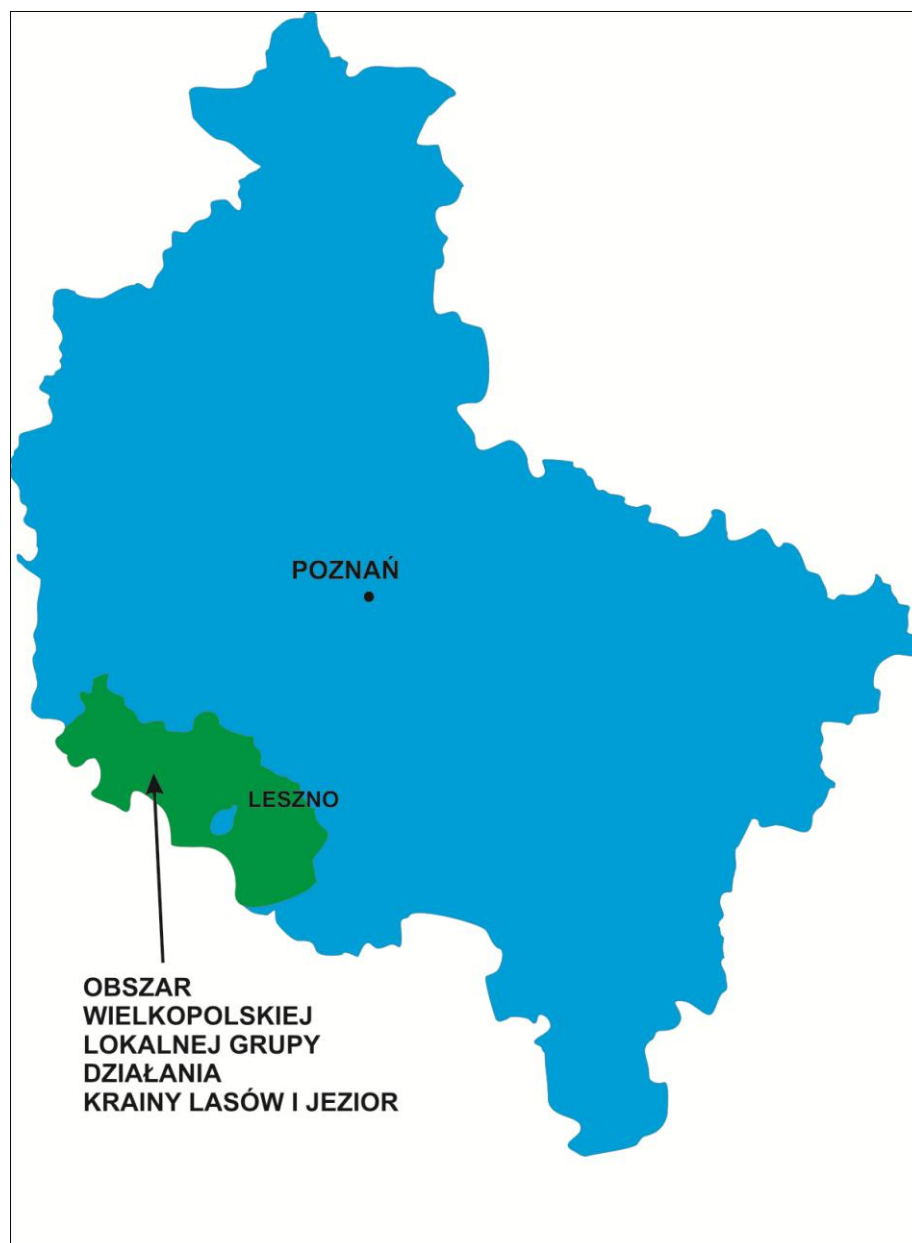 POZNAŃ
LESZNO
OBSZAR
WIELKOPOLSKIEJ
LOKALNEJ GRUPY
DZIAŁANIA
KRAINY LASÓW I JEZIOR